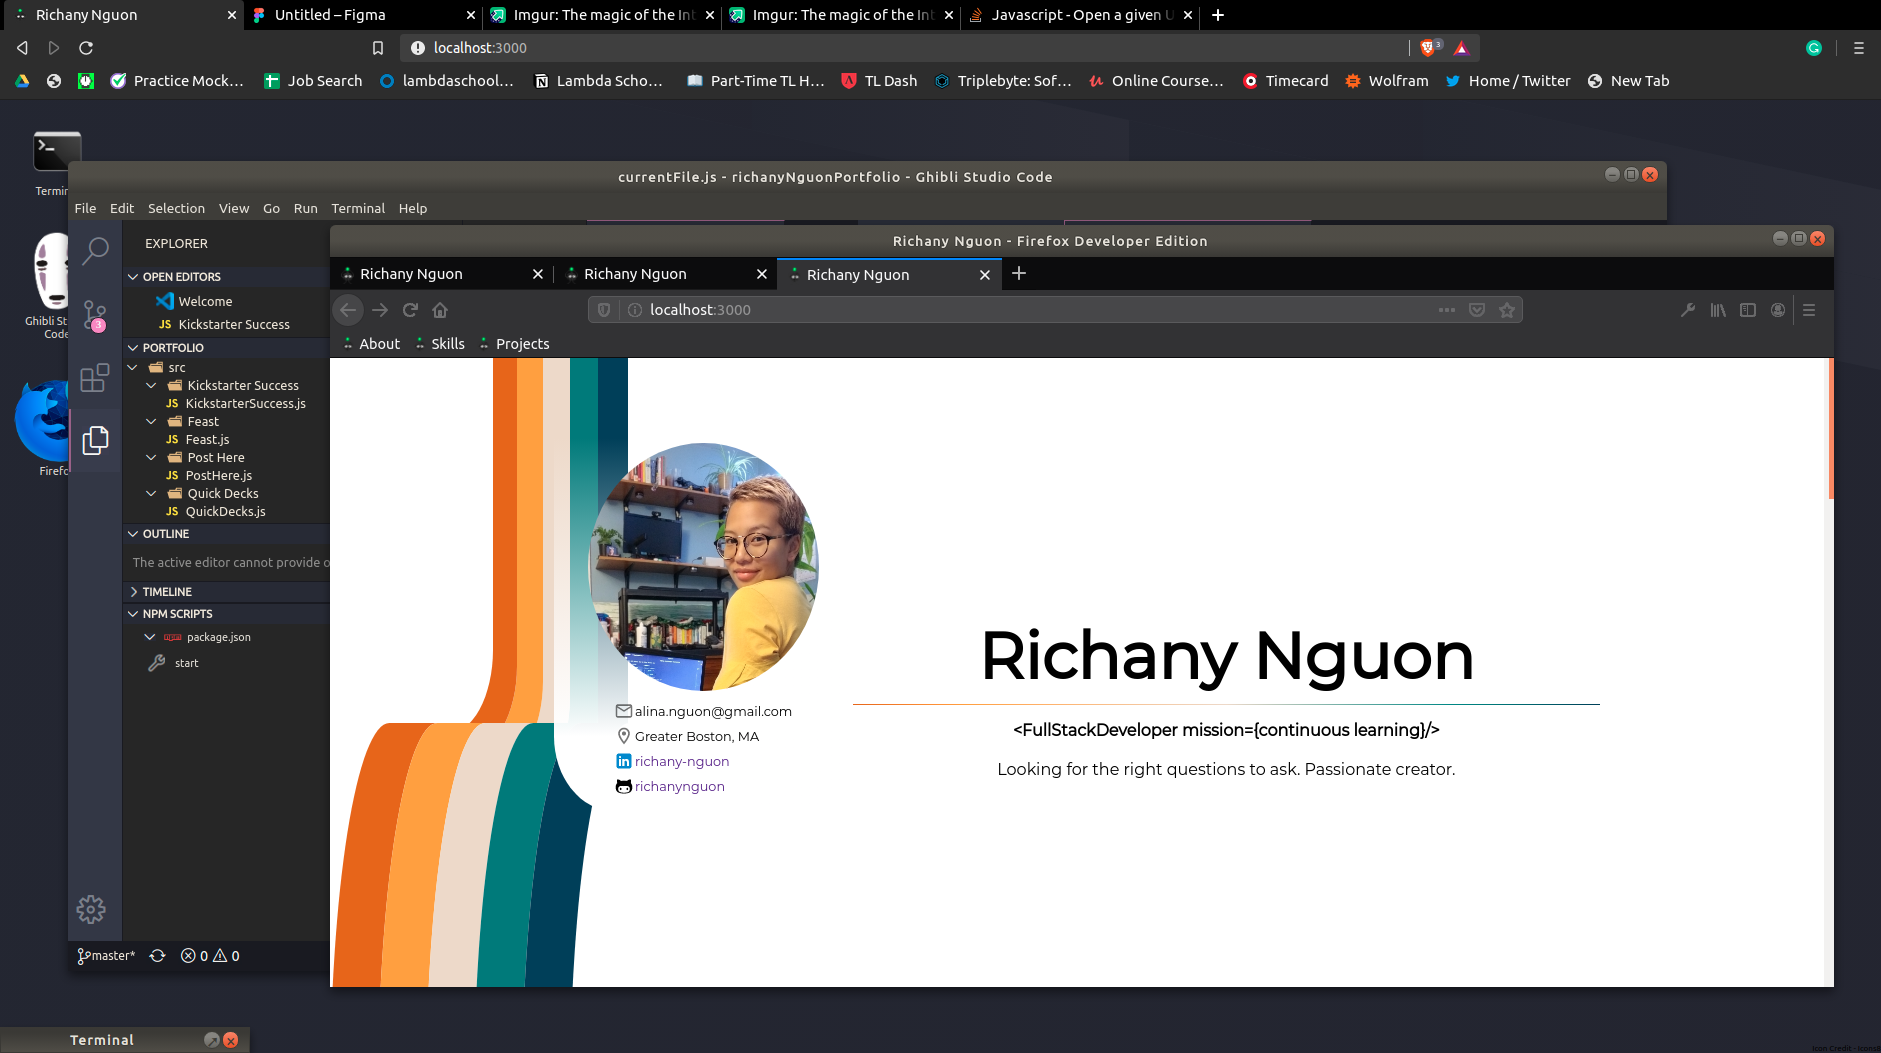 Richany Nguon
Untitled – Figma
Imgur: The magic of the Int
Imgur: The magic of the Int
Javascript - Open a given U
localhost:3000
3
Practice Mock...
Job Search
lambdaschool...
Lambda Scho...
Part-Time TL H...
TL Dash
Triplebyte: Sof...
Online Course...
Timecard
Wolfram
Home / Twitter
New Tab
currentFile.js - richanyNguonPortfolio - Ghibli Studio Code
File Edit Selection View Go Run Terminal Help
EXPLORER
OPEN EDITORS
Welcome
JS Kickstarter Success
PORTFOLIO
src
Kickstarter Success
JS KickstarterSuccess.js
Feast
JS Feast.js
Post Here
JS PostHere.js
Quick Decks
JS QuickDecks.js
OUTLINE
The active editor cannot provide o
TIMELINE
NPM SCRIPTS
package.json
start
3
master*
0 0
Richany Nguon - Firefox Developer Edition
Richany Nguon
Richany Nguon
Richany Nguon
localhost:3000
About Skills Projects
alina.nguon@gmail.com
Greater Boston, MA
in richany-nguon
richanynguon
Richany Nguon
<FullStackDeveloper mission={continuous learning}/>
Looking for the right questions to ask. Passionate creator.
Terminal